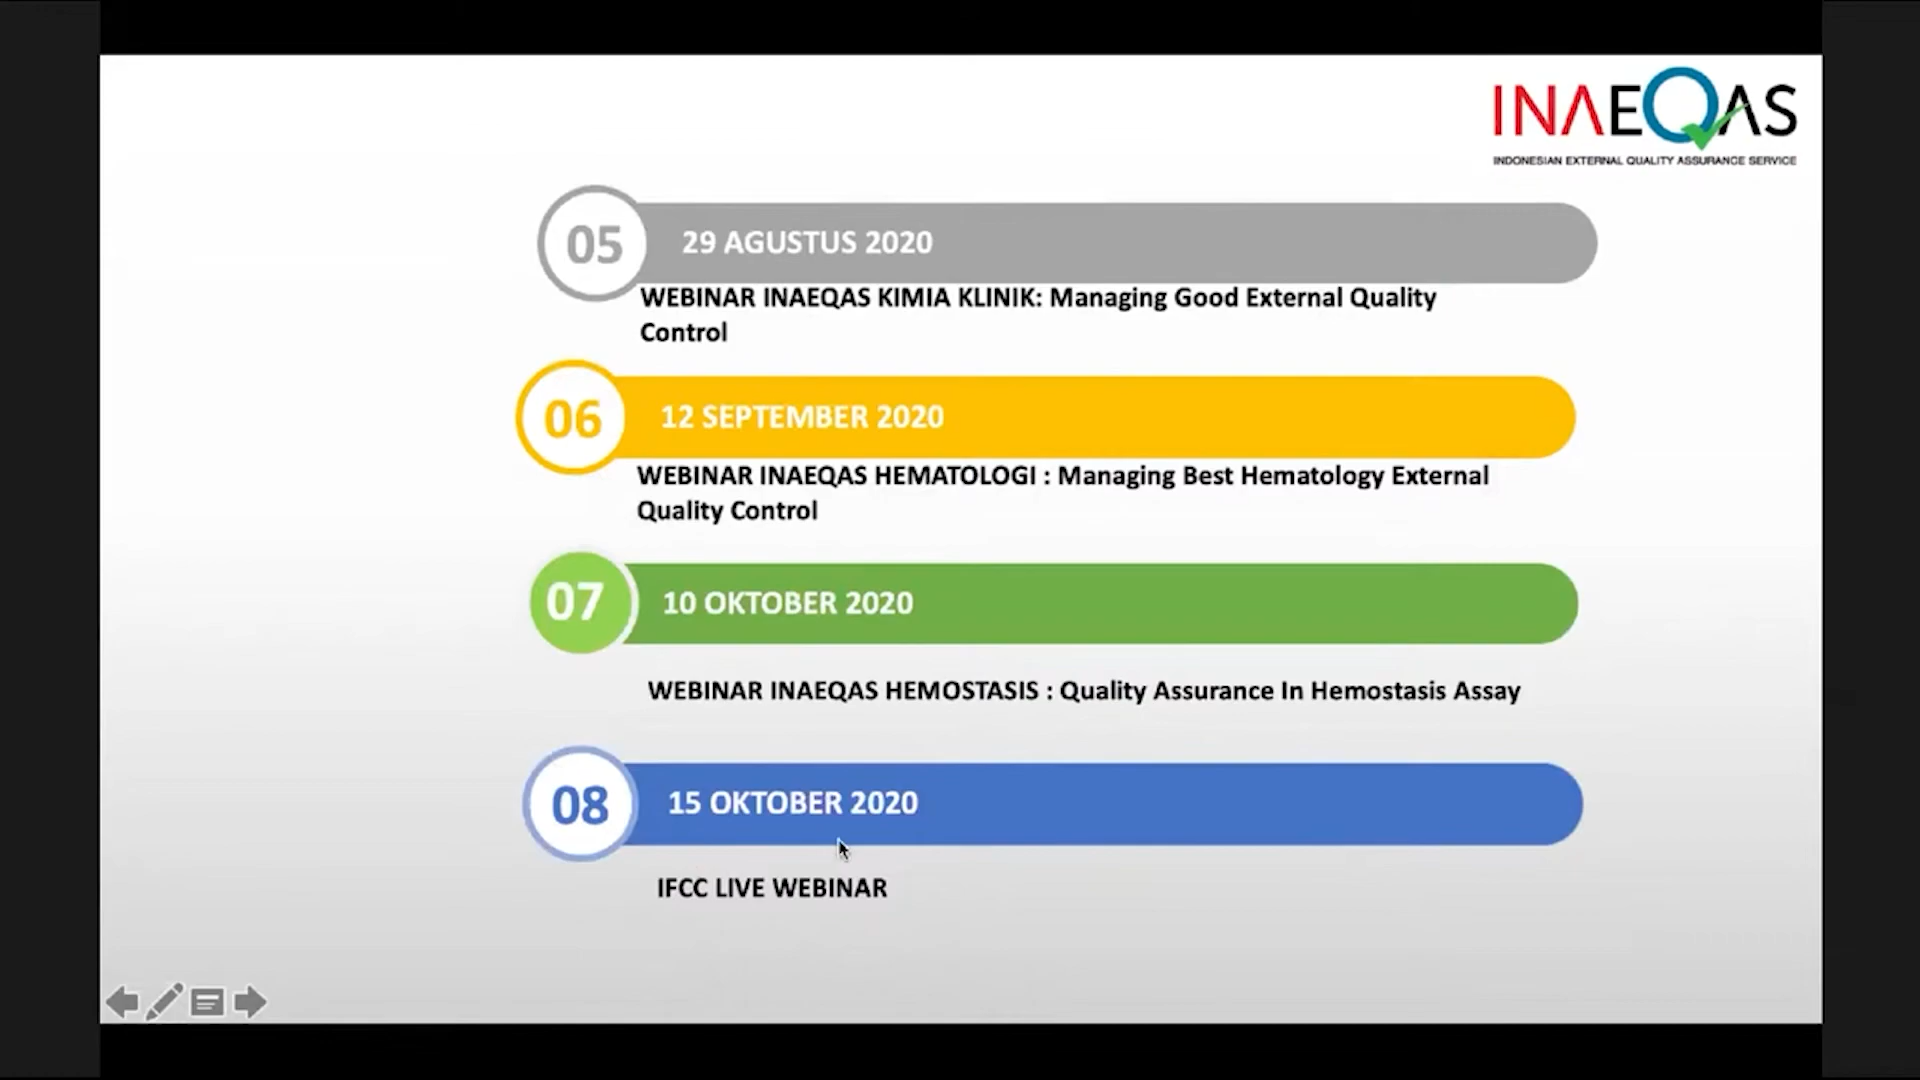 INAEQAS
INDONESIAN EXTERNAL QUALITY ASSURANCE SERVICE
05
29 AGUSTUS 2020
WEBINAR INAEQAS KIMIA KLINIK: Managing Good External Quality
Control
06
12 SEPTEMBER 2020
WEBINAR INAEQAS HEMATOLOGI : Managing Best Hematology External
Quality Control
07
10 OKTOBER 2020
WEBINAR INAEQAS HEMOSTASIS : Quality Assurance In Hemostasis Assay
08
15 OKTOBER 2020
IFCC LIVE WEBINAR